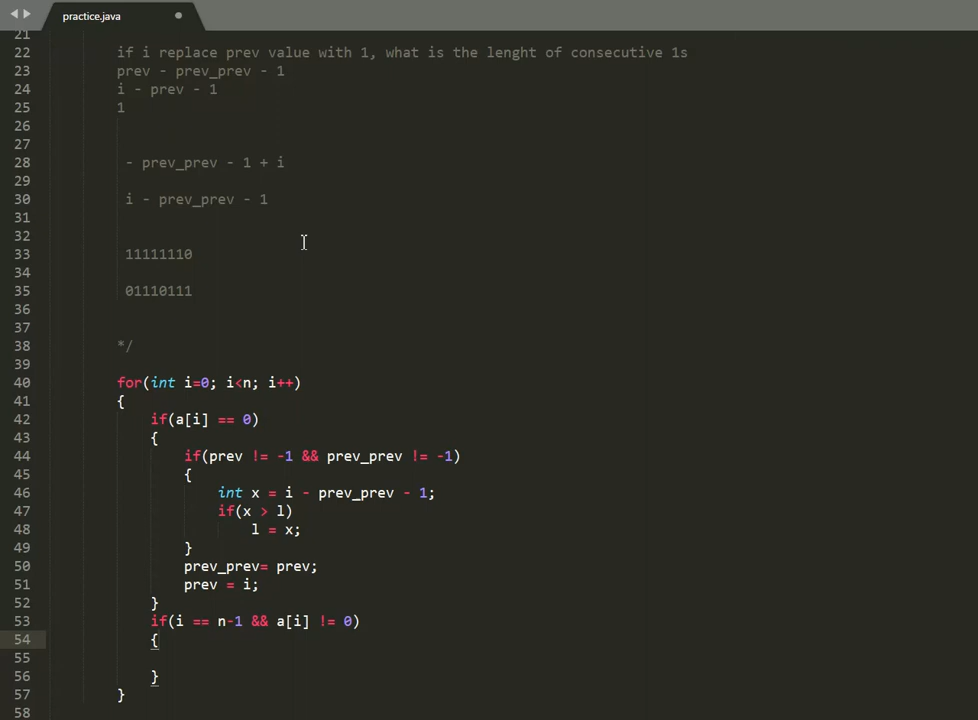 practice.java
21
22 if i replace prev value with 1, what is the lenght of consecutive 1s
23 prev - prev_prev - 1
24 i - prev - 1
25 1
26
27
28 - prev_prev - 1 + i
29
30 i - prev_prev - 1
31
32
33 11111110
34
35 01110111
36
37
38 */
39
40 for(int i=0; i<n; i++)
41 {
42 if(a[i] == 0)
43 {
44 if(prev != -1 && prev_prev != -1)
45 {
46 int x = i - prev_prev - 1;
47 if(x > l)
48 l = x;
49 }
50 prev_prev= prev;
51 prev = i;
52 }
53 if(i == n-1 && a[i] != 0)
54 {
55
56 }
57 }
58